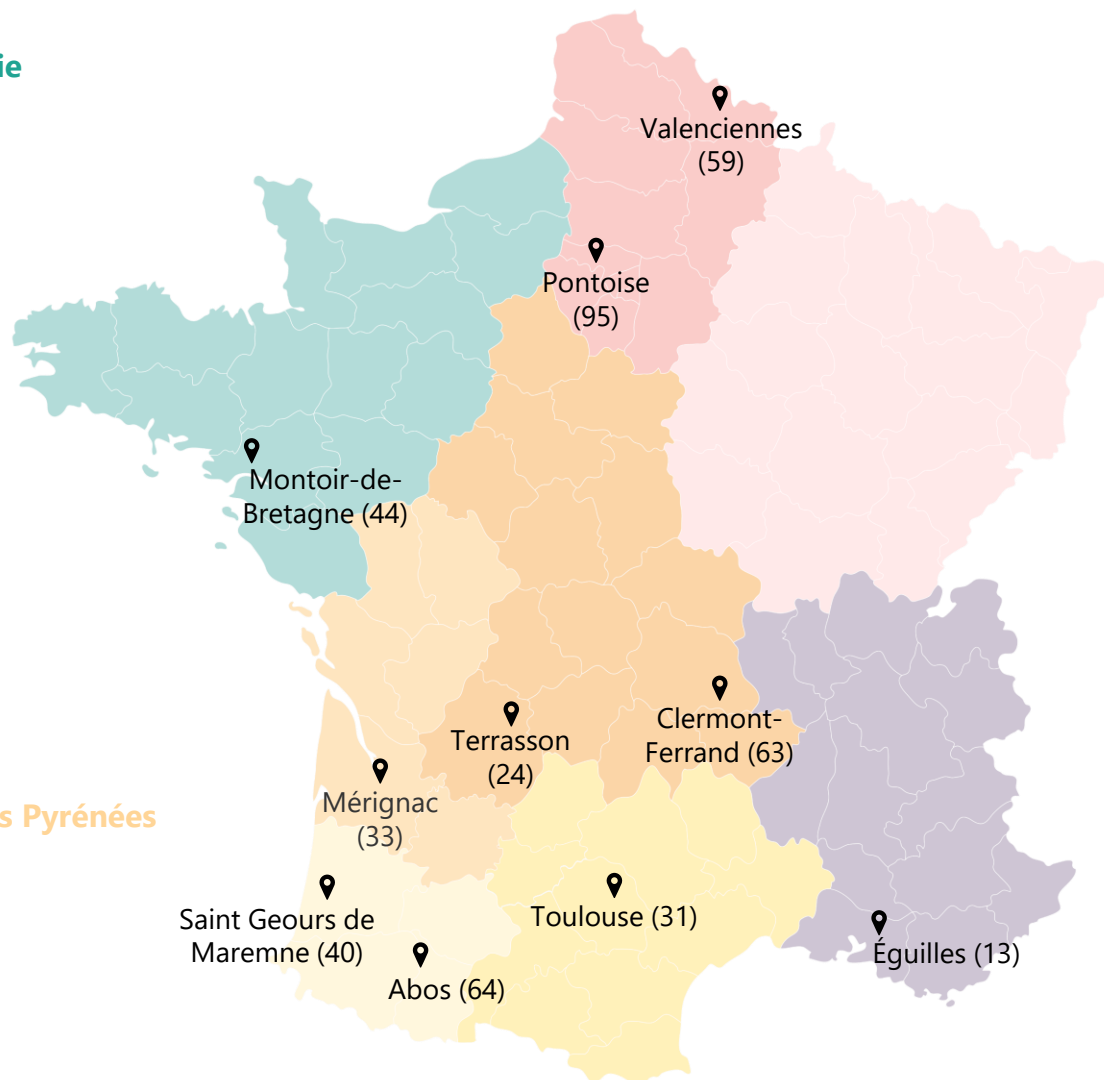 ie
Valenciennes
(59)
Pontoise
(95)
Montoir-de-
Bretagne (44)
Clermont-
Ferrand (63)
Terrasson
(24)
Mérignac
(33)
s Pyrénées
Saint Geours de
Maremne (40)
Toulouse (31)
Éguilles (13)
Abos (64)